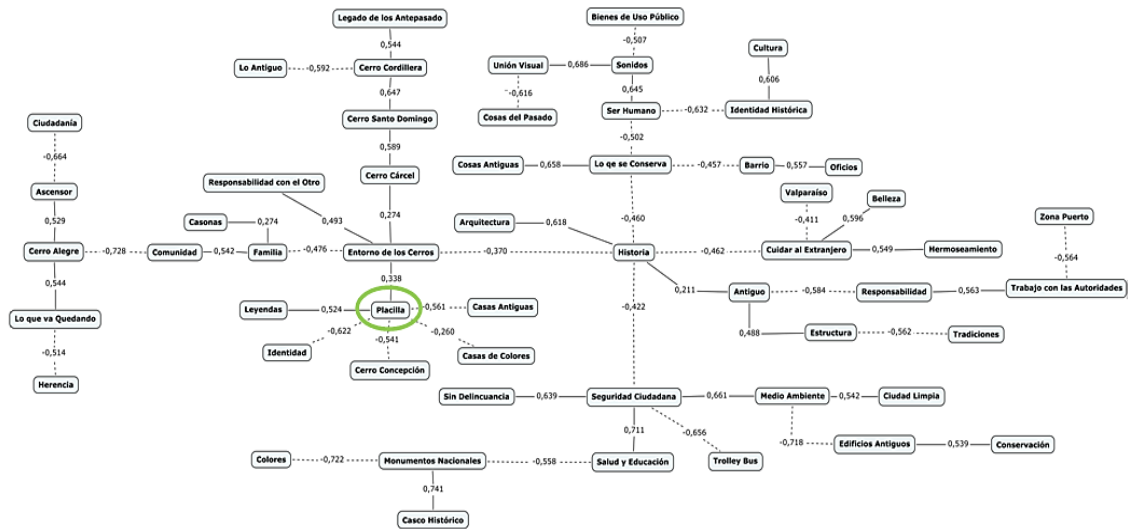 Legado de los Antepasado
Bienes de Uso Público
0,544
-0,507
Cultura
Lo Antiguo
-0,592
Cerro Cordillera
Unión Visual
0,686
Sonidos
0,606
0,647
-0,616
0,645
Cerro Santo Domingo
Cosas del Pasado
Ser Humano
-0,632
Identidad Histórica
Ciudadanía
0,589
-0,502
-0,664
Cerro Cárcel
Cosas Antiguas
0,658
Lo qe se Conserva
-0,457
Barrio
0,557
Oficios
Responsabilidad con el Otro
Ascensor
Valparaíso
Belleza
0,274
-0,460
-0,411
0,596
Casonas
0,274
0,493
Arquitectura
0,618
Zona Puerto
0,529
Cerro Alegre
-0,728
Comunidad
0,542
Familia
-0,476
Entorno de los Cerros
-0,370
Historia
-0,462
Cuidar al Extranjero
0,549
Hermoseamiento
-0,564
0,544
0,338
0,211
Antiguo
-0,584
Responsabilidad
0,563
Trabajo con las Autoridades
Leyendas
0,524
Placilla
-0,561
Casas Antiguas
-0,422
Lo que va Quedando
-0,622
-0,541
-0,260
0,488
Estructura
-0,562
Tradiciones
-0,514
Identidad
Casas de Colores
Cerro Concepción
Herencia
Sin Delincuancia
0,639
Seguridad Ciudadana
0,661
Medio Ambiente
0,542
Ciudad Limpia
0,711
-0,656
-0,718
Edificios Antiguos
0,539
Conservación
Colores
-0,722
Monumentos Nacionales
-0,558
Salud y Educación
Trolley Bus
0,741
Casco Histórico